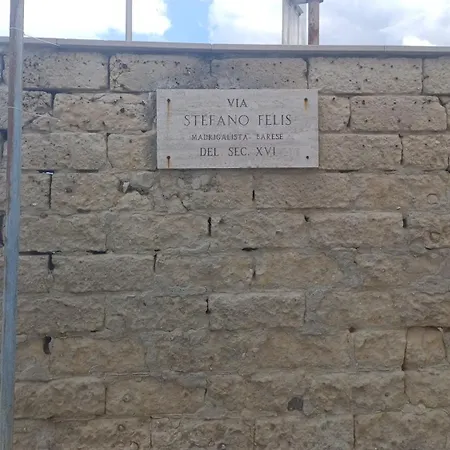 VIA
STEFANO FELIS
MADRIGALISTA BARESE
DEL SEC. XVI